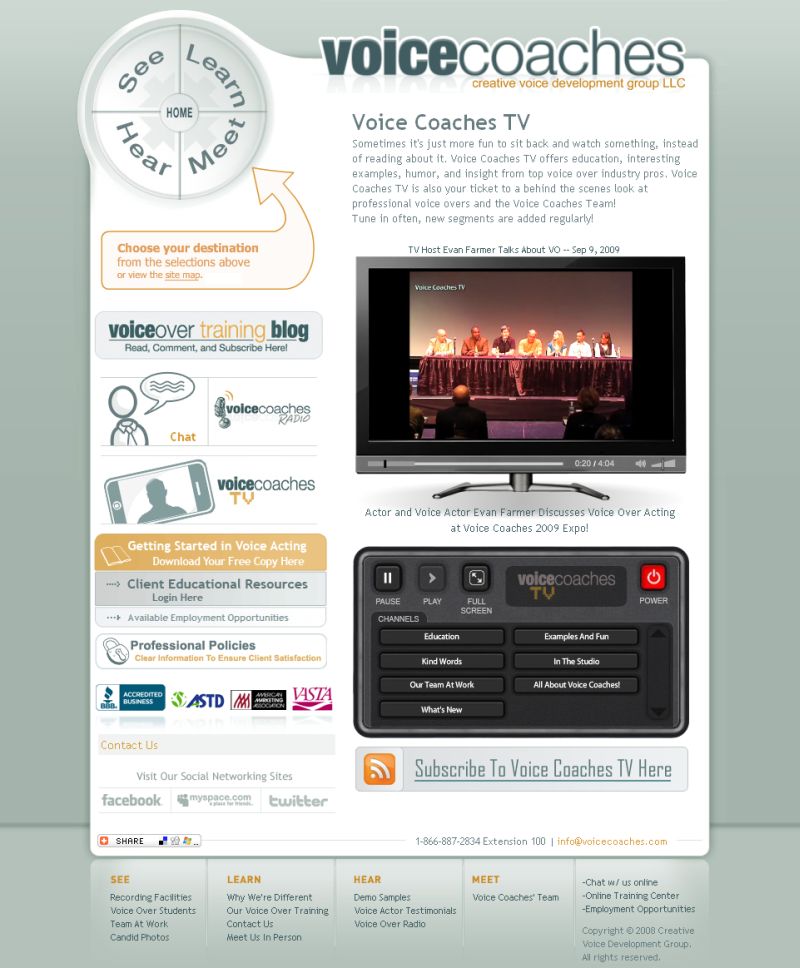 See
Learn
HOME
Hear
Meet
voicecoaches
creative voice development group LLC
Choose your destination
from the selections above
or view the site map.
voiceover training blog
Read, Comment, and Subscribe Here!
Chat
voicecoaches
RADIO
voicecoaches
TV
Getting Started in Voice Acting
Download Your Free Copy Here
Client Educational Resources
Login Here
Available Employment Opportunities
Professional Policies
Clear Information To Ensure Client Satisfaction
BBB.
ACCREDITED
BUSINESS
ASTD
AMERICAN
MARKETING
ASSOCIATION
VASTA
Contact Us
Visit Our Social Networking Sites
facebook
myspace.com
a place for friends.
twitter
SHARE
Voice Coaches TV
Sometimes it's just more fun to sit back and watch something, instead
of reading about it. Voice Coaches TV offers education, interesting
examples, humor, and insight from top voice over industry pros. Voice
Coaches TV is also your ticket to a behind the scenes look at
professional voice overs and the Voice Coaches Team!
Tune in often, new segments are added regularly!
TV Host Evan Farmer Talks About VO -- Sep 9, 2009
Voice Coaches TV
0:20 / 4:04
Actor and Voice Actor Evan Farmer Discusses Voice Over Acting
at Voice Coaches 2009 Expo!
PAUSE
PLAY
FULL
SCREEN
voicecoaches
TV
POWER
CHANNELS
Education
Examples And Fun
Kind Words
In The Studio
Our Team At Work
All About Voice Coaches!
What's New
Subscribe To Voice Coaches TV Here
1-866-887-2834 Extension 100 | info@voicecoaches.com
SEE
Recording Facilities
Voice Over Students
Team At Work
Candid Photos
LEARN
Why We're Different
Our Voice Over Training
Contact Us
Meet Us In Person
HEAR
Demo Samples
Voice Actor Testimonials
Voice Over Radio
MEET
Voice Coaches' Team
-Chat w/ us online
-Online Training Center
-Employment Opportunities
Copyright © 2008 Creative
Voice Development Group.
All rights reserved.